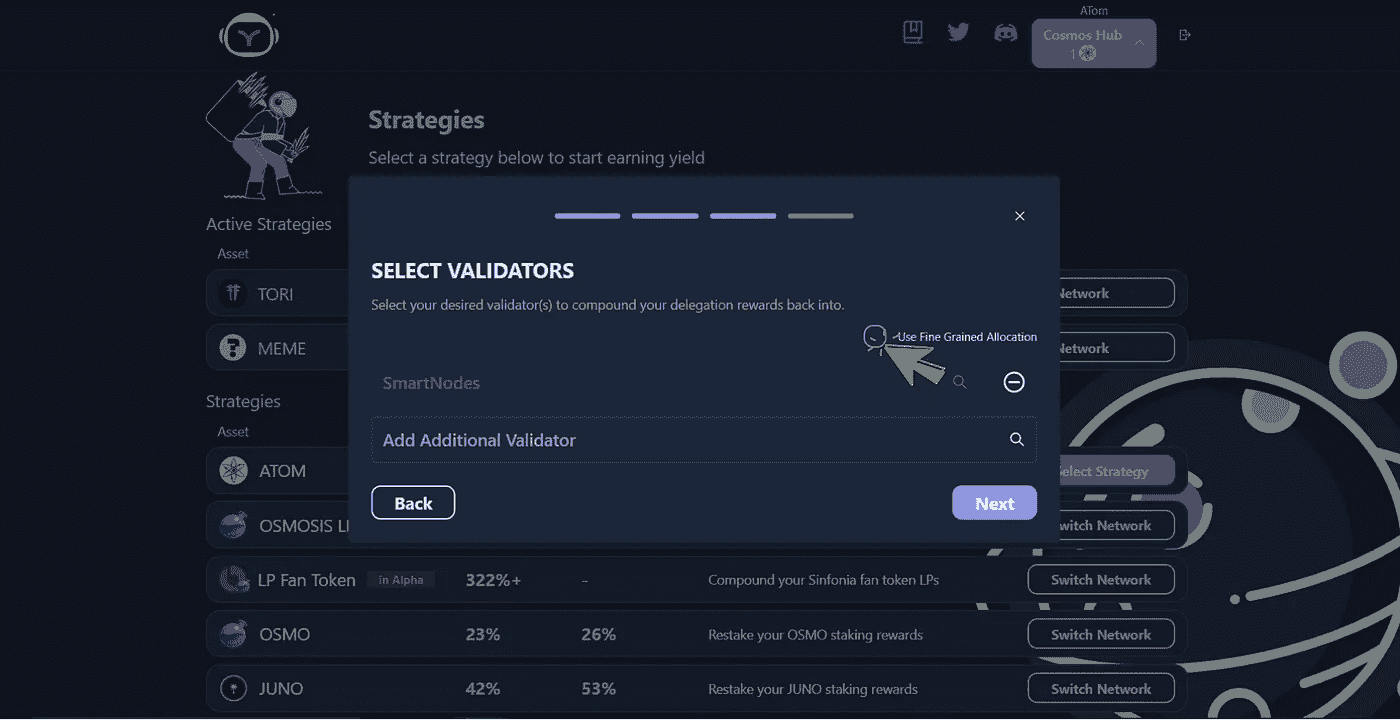 ATom
Cosmos Hub
1
Strategies
Select a strategy below to start earning yield
Active Strategies
Asset
TORI
Network
MEME
Network
SELECT VALIDATORS
Select your desired validator(s) to compound your delegation rewards back into.
Use Fine Grained Allocation
SmartNodes
Add Additional Validator
Back
Next
Strategies
Asset
ATOM
elect Strategy
OSMOSIS L
witch Network
LP Fan Token in Alpha 322%+ - Compound your Sinfonia fan token LPs Switch Network
OSMO 23% 26% Restake your OSMO staking rewards Switch Network
JUNO 42% 53% Restake your JUNO staking rewards Switch Network